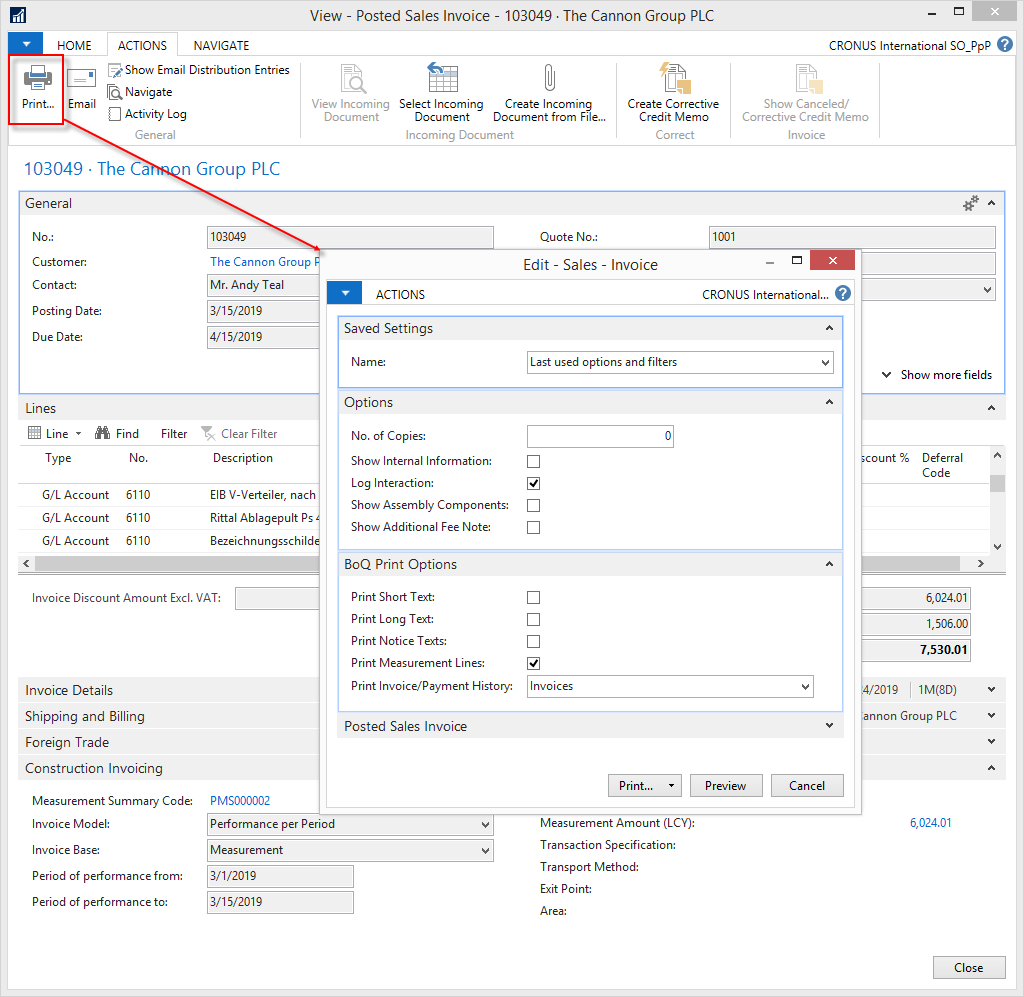 View - Posted Sales Invoice - 103049 · The Cannon Group PLC
HOME ACTIONS NAVIGATE CRONUS International SO_PpP ?
Print... Email
Show Email Distribution Entries
Navigate
Activity Log
General
View Incoming Document
Select Incoming Document
Create Incoming Document from File...
Incoming Document
Create Corrective Credit Memo
Correct
Show Canceled/ Corrective Credit Memo
Invoice
103049 · The Cannon Group PLC
General
No.: 103049 Quote No.: 1001
Customer: The Cannon Group P
Contact: Mr. Andy Teal
Posting Date: 3/15/2019
Due Date: 4/15/2019
Show more fields
Lines
Line Find Filter Clear Filter
Type No. Description scount % Deferral Code
G/L Account 6110 EIB V-Verteiler, nach
G/L Account 6110 Rittal Ablagepult Ps 4
G/L Account 6110 Bezeichnungsschilde
Invoice Discount Amount Excl. VAT: 6,024.01
1,506.00
7,530.01
Invoice Details 4/2019 1M(8D)
Shipping and Billing Cannon Group PLC
Foreign Trade
Construction Invoicing
Measurement Summary Code: PMS000002
Invoice Model: Performance per Period
Invoice Base: Measurement
Period of performance from: 3/1/2019
Period of performance to: 3/15/2019
Measurement Amount (LCY): 6,024.01
Transaction Specification:
Transport Method:
Exit Point:
Area:
Close
Edit - Sales - Invoice
ACTIONS CRONUS International... ?
Saved Settings
Name: Last used options and filters
Options
No. of Copies: 0
Show Internal Information:
Log Interaction:
Show Assembly Components:
Show Additional Fee Note:
BoQ Print Options
Print Short Text:
Print Long Text:
Print Notice Texts:
Print Measurement Lines:
Print Invoice/Payment History: Invoices
Posted Sales Invoice
Print... Preview Cancel